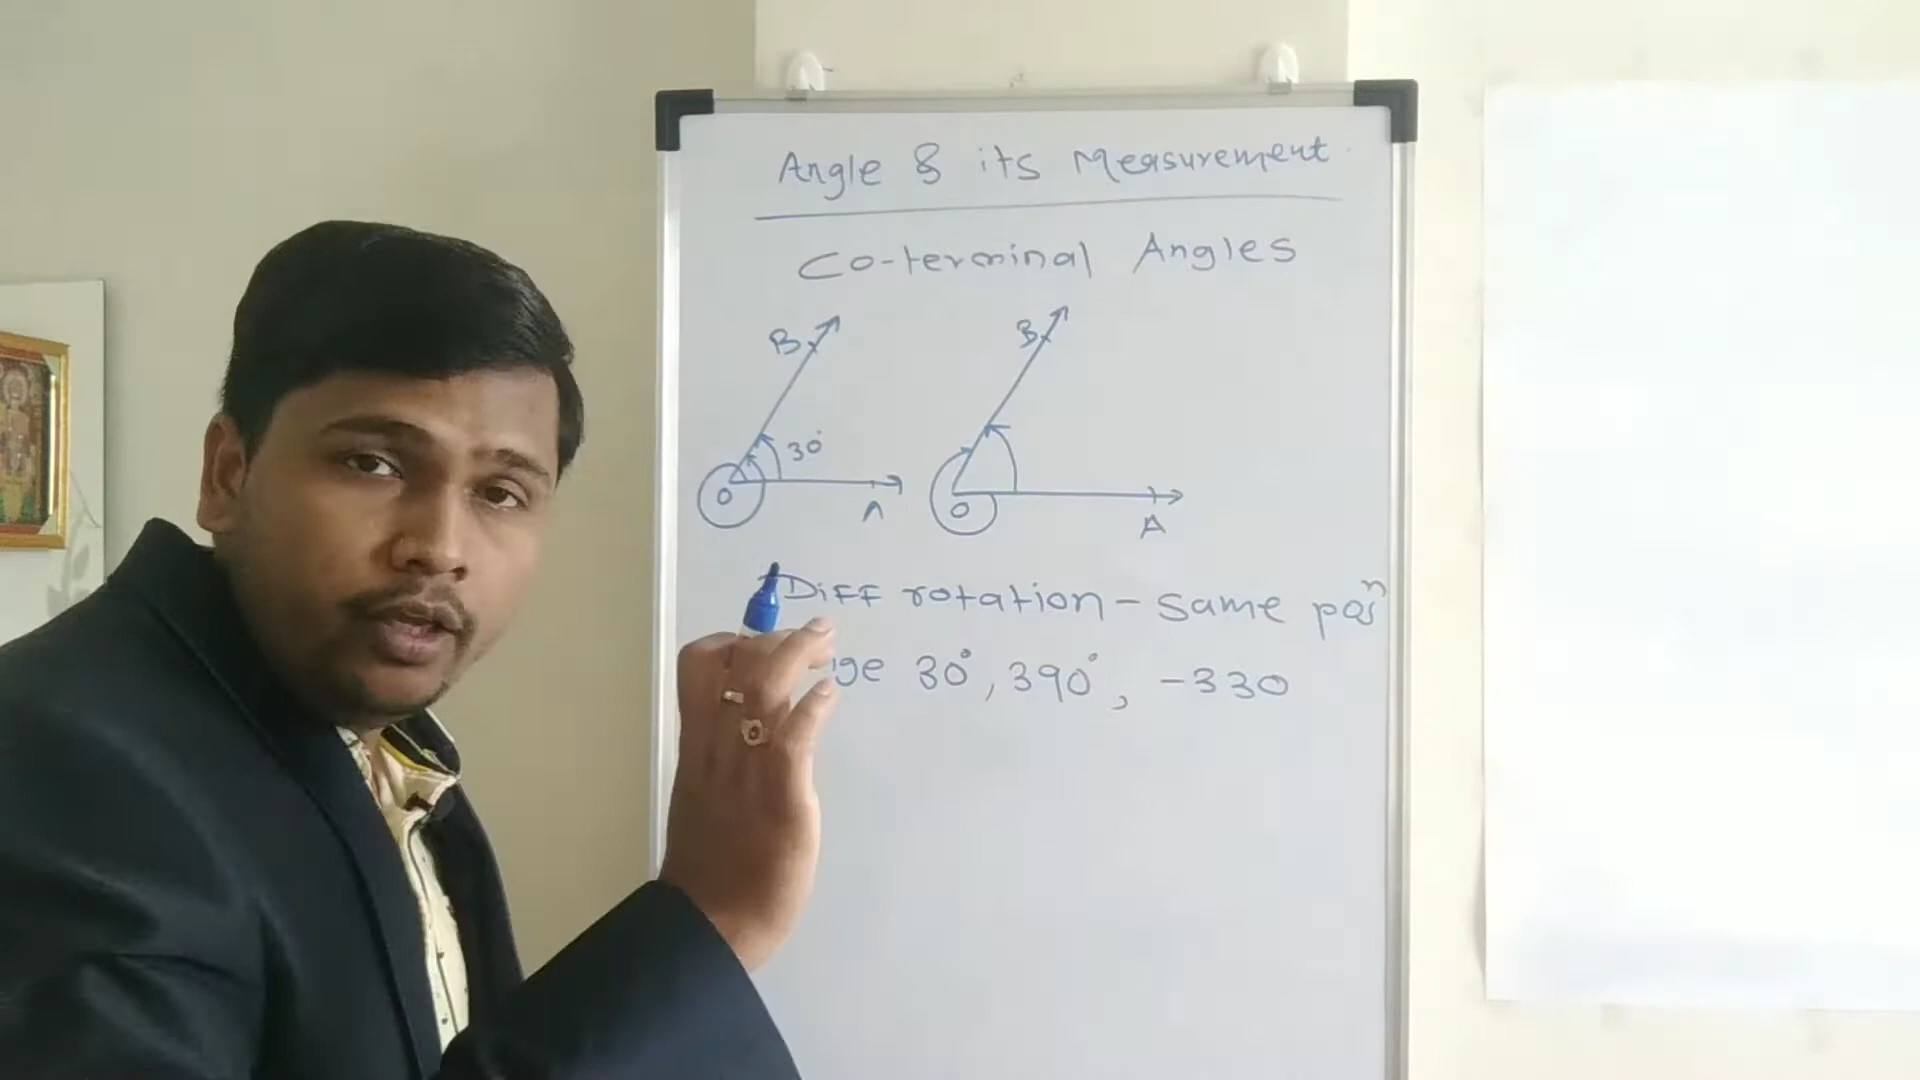 Angle & its Measurement
Co-terminal Angles
B 30° O A
B O A
Diff rotation - same posⁿ
30°, 390°, -330